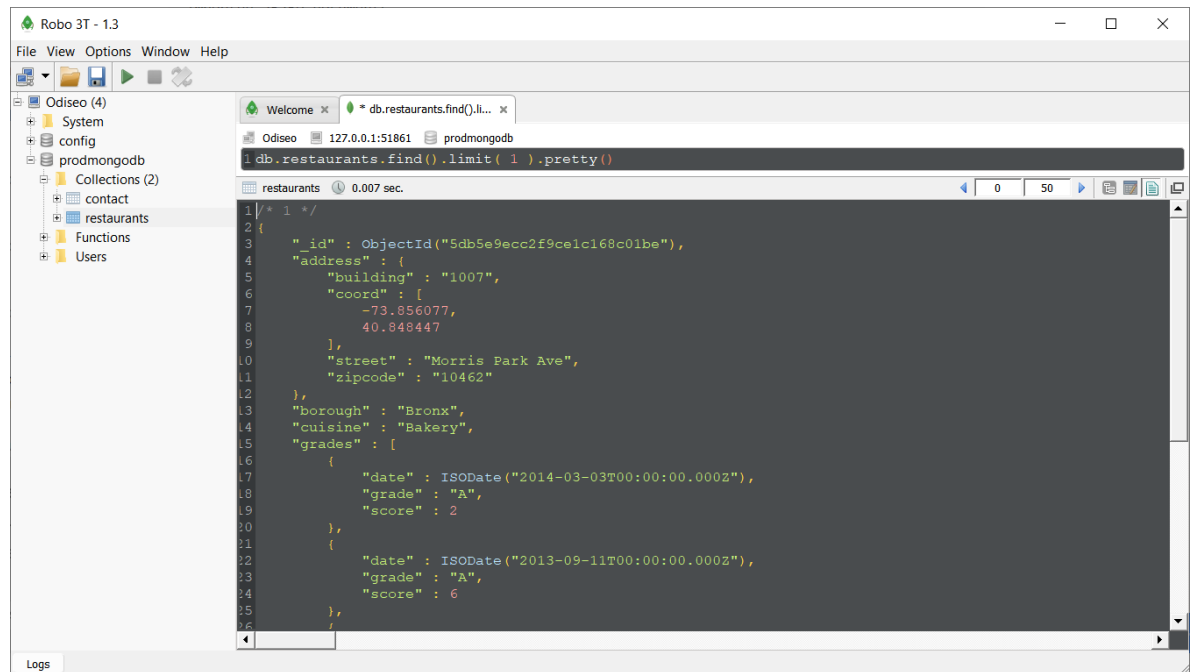 Robo 3T - 1.3
File View Options Window Help
Odiseo (4)
System
config
prodmongodb
Collections (2)
contact
restaurants
Functions
Users
Welcome
* db.restaurants.find().li...
Odiseo 127.0.0.1:51861 prodmongodb
1 db.restaurants.find().limit( 1 ).pretty()
restaurants 0.007 sec. 0 50
1 /* 1 */
2 {
3 "_id" : ObjectId("5db5e9ecc2f9ce1c168c01be"),
4 "address" : {
5 "building" : "1007",
6 "coord" : [
7 -73.856077,
8 40.848447
9 ],
10 "street" : "Morris Park Ave",
11 "zipcode" : "10462"
12 },
13 "borough" : "Bronx",
14 "cuisine" : "Bakery",
15 "grades" : [
16 {
17 "date" : ISODate("2014-03-03T00:00:00.000Z"),
18 "grade" : "A",
19 "score" : 2
20 },
21 {
22 "date" : ISODate("2013-09-11T00:00:00.000Z"),
23 "grade" : "A",
24 "score" : 6
25 },
26 {
Logs